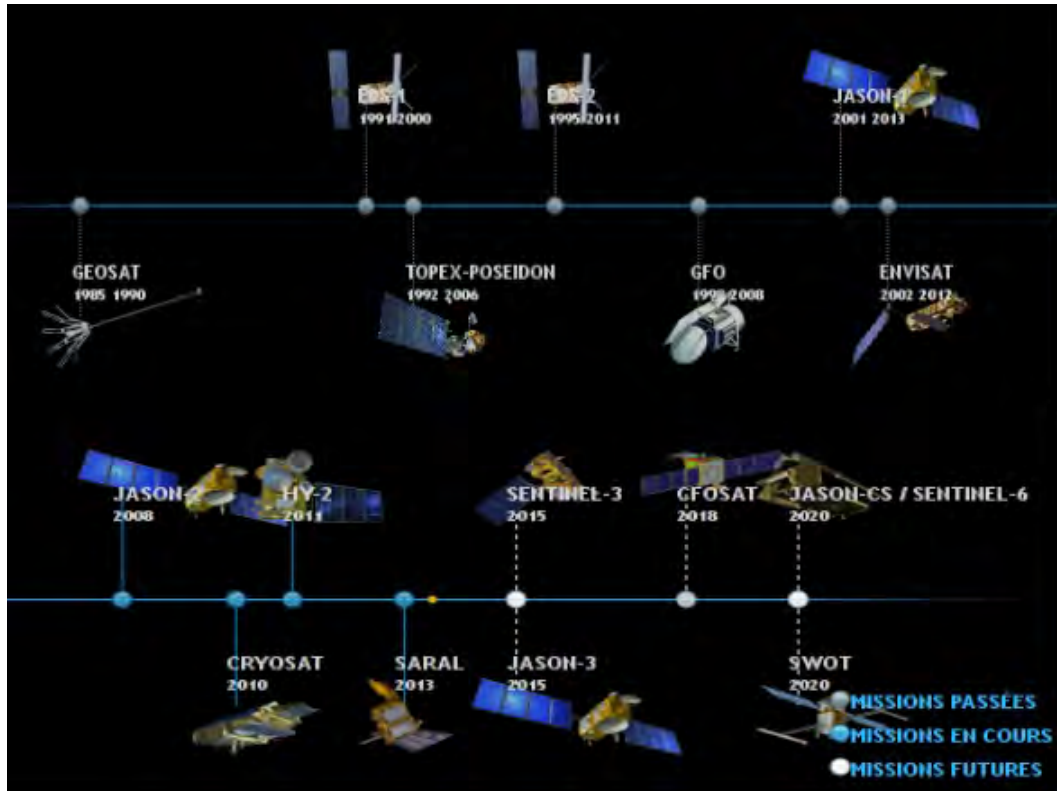 ERS-1
1991 2000
ERS-2
1995 2011
JASON-1
2001 2013
GEOSAT
1985 1990
TOPEX-POSEIDON
1992 2006
GFO
1998 2008
ENVISAT
2002 2012
JASON-2
2008
HY-2
2011
SENTINEL-3
2015
CFOSAT
2018
JASON-CS / SENTINEL-6
2020
CRYOSAT
2010
SARAL
2013
JASON-3
2015
SWOT
2020
MISSIONS PASSÉES
MISSIONS EN COURS
MISSIONS FUTURES